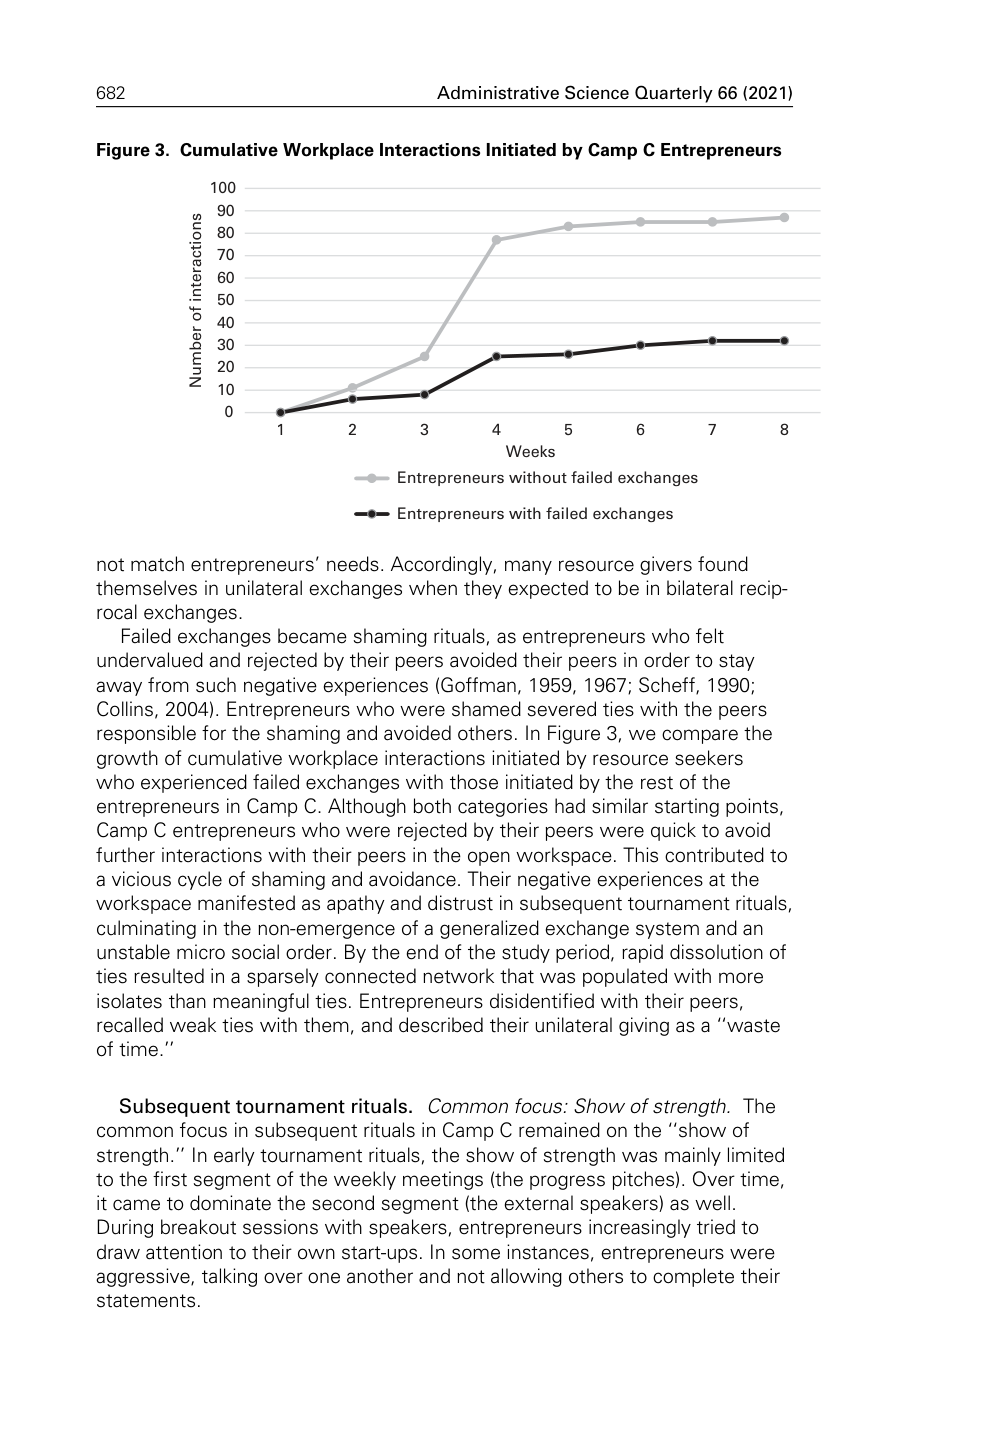 682
Administrative Science Quarterly 66 (2021)
Figure 3. Cumulative Workplace Interactions Initiated by Camp C Entrepreneurs
100
90
80
70
60
50
40
30
20
10
0
Number of interactions
1 2 3 4 5 6 7 8
Weeks
Entrepreneurs without failed exchanges
Entrepreneurs with failed exchanges
not match entrepreneurs’ needs. Accordingly, many resource givers found
themselves in unilateral exchanges when they expected to be in bilateral recip-
rocal exchanges.
Failed exchanges became shaming rituals, as entrepreneurs who felt
undervalued and rejected by their peers avoided their peers in order to stay
away from such negative experiences (Goffman, 1959, 1967; Scheff, 1990;
Collins, 2004). Entrepreneurs who were shamed severed ties with the peers
responsible for the shaming and avoided others. In Figure 3, we compare the
growth of cumulative workplace interactions initiated by resource seekers
who experienced failed exchanges with those initiated by the rest of the
entrepreneurs in Camp C. Although both categories had similar starting points,
Camp C entrepreneurs who were rejected by their peers were quick to avoid
further interactions with their peers in the open workspace. This contributed to
a vicious cycle of shaming and avoidance. Their negative experiences at the
workspace manifested as apathy and distrust in subsequent tournament rituals,
culminating in the non-emergence of a generalized exchange system and an
unstable micro social order. By the end of the study period, rapid dissolution of
ties resulted in a sparsely connected network that was populated with more
isolates than meaningful ties. Entrepreneurs disidentified with their peers,
recalled weak ties with them, and described their unilateral giving as a ‘‘waste
of time.’’
Subsequent tournament rituals. Common focus: Show of strength. The
common focus in subsequent rituals in Camp C remained on the ‘‘show of
strength.’’ In early tournament rituals, the show of strength was mainly limited
to the first segment of the weekly meetings (the progress pitches). Over time,
it came to dominate the second segment (the external speakers) as well.
During breakout sessions with speakers, entrepreneurs increasingly tried to
draw attention to their own start-ups. In some instances, entrepreneurs were
aggressive, talking over one another and not allowing others to complete their
statements.